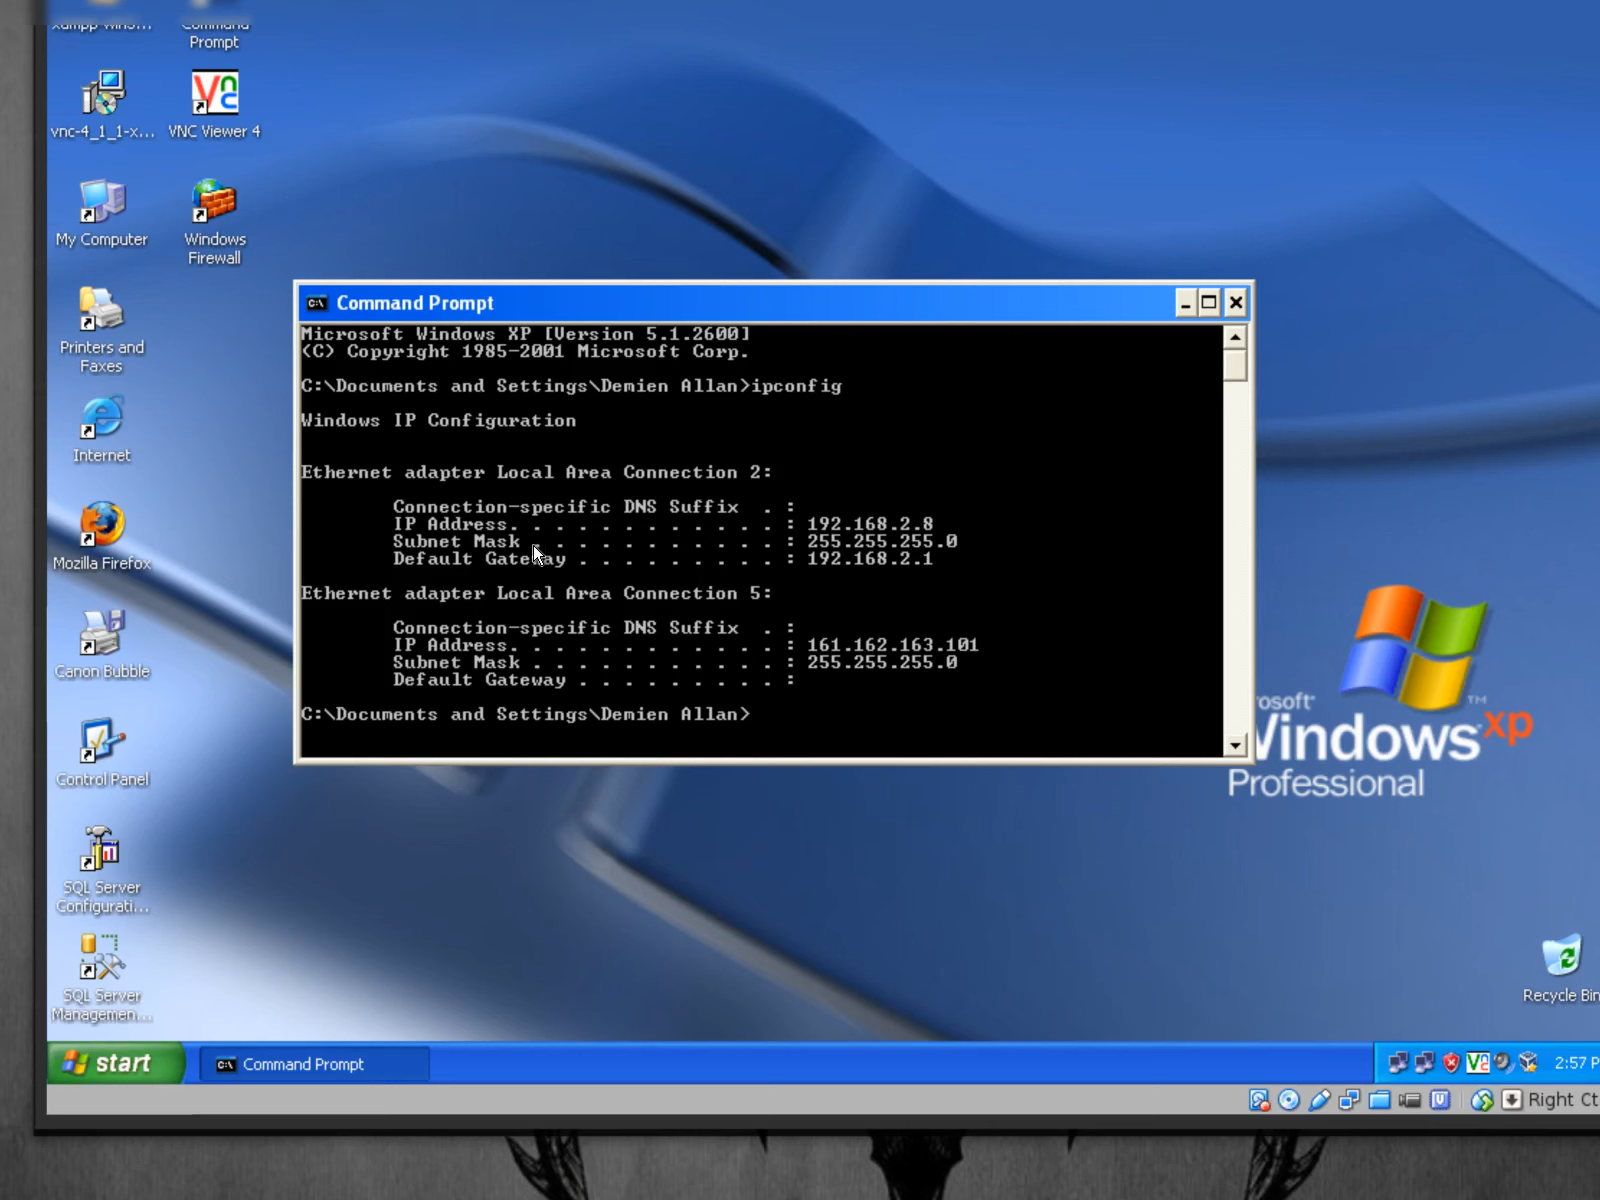 Command
Prompt
vnc-4_1_1-x...
VNC Viewer 4
My Computer
Windows
Firewall
Printers and
Faxes
Internet
Mozilla Firefox
Canon Bubble
Control Panel
SQL Server
Configurati...
SQL Server
Managemen...
Command Prompt
Microsoft Windows XP [Version 5.1.2600]
(C) Copyright 1985-2001 Microsoft Corp.
C:\Documents and Settings\Demien Allan>ipconfig
Windows IP Configuration
Ethernet adapter Local Area Connection 2:
Connection-specific DNS Suffix . :
IP Address. . . . . . . . . . . . : 192.168.2.8
Subnet Mask . . . . . . . . . . . : 255.255.255.0
Default Gateway . . . . . . . . . : 192.168.2.1
Ethernet adapter Local Area Connection 5:
Connection-specific DNS Suffix . :
IP Address. . . . . . . . . . . . : 161.162.163.101
Subnet Mask . . . . . . . . . . . : 255.255.255.0
Default Gateway . . . . . . . . . :
C:\Documents and Settings\Demien Allan>
rosoft
Windows xp
TM
Professional
Recycle Bin
start
Command Prompt
2:57 P
Right Ct